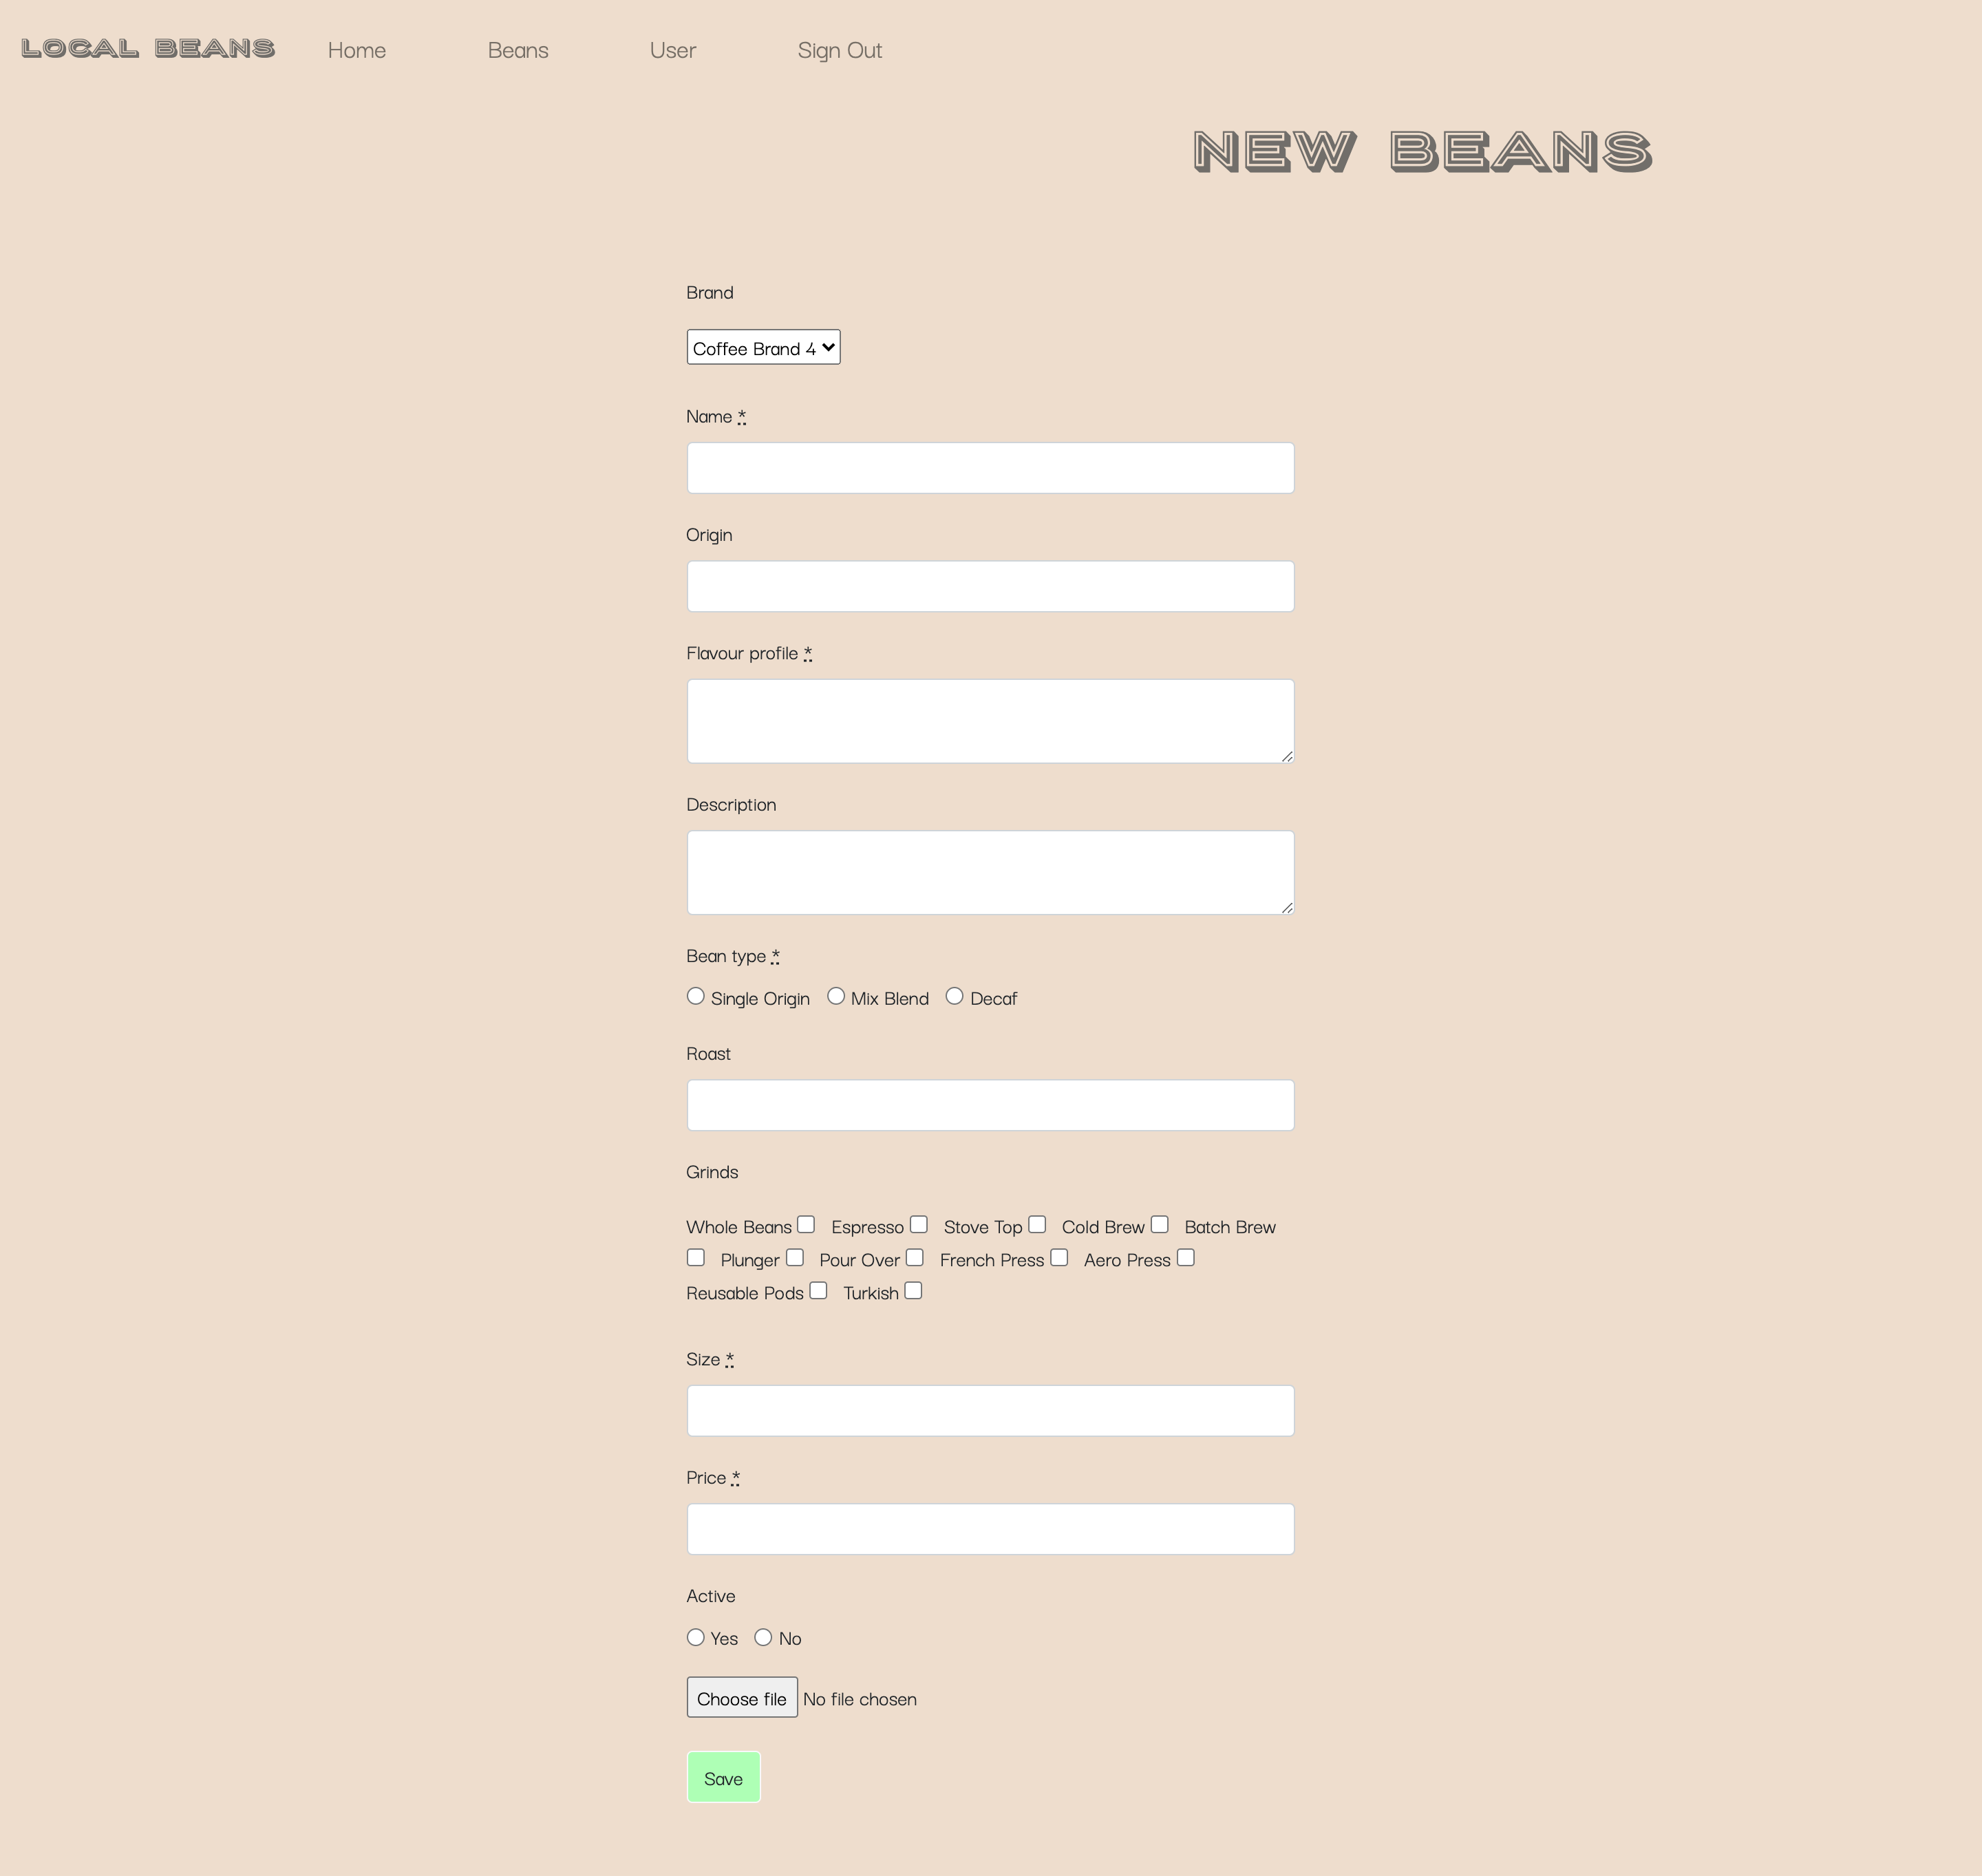 LOCAL BEANS Home Beans User Sign Out
NEW BEANS
Brand
Coffee Brand 4
Name *
Origin
Flavour profile *
Description
Bean type *
Single Origin Mix Blend Decaf
Roast
Grinds
Whole Beans Espresso Stove Top Cold Brew Batch Brew
Plunger Pour Over French Press Aero Press
Reusable Pods Turkish
Size *
Price *
Active
Yes No
Choose file No file chosen
Save